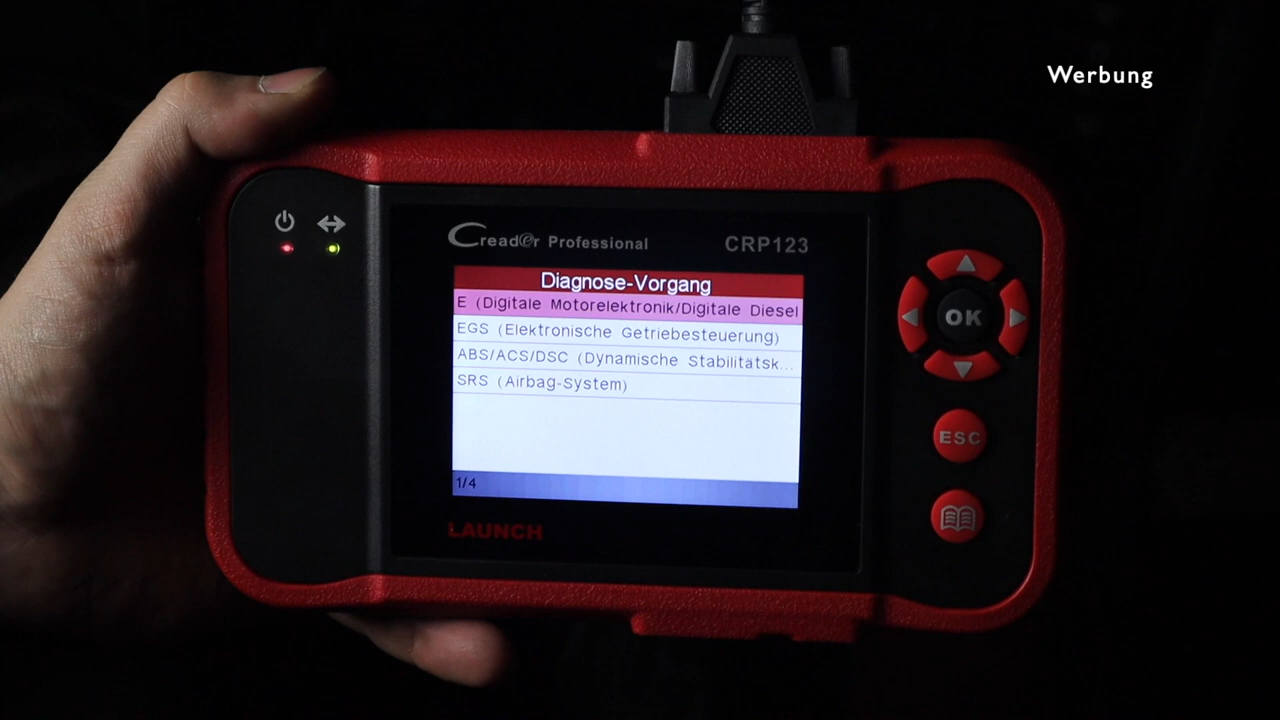 Werbung
Creader Professional CRP123
Diagnose-Vorgang
E (Digitale Motorelektronik/Digitale Diesel
EGS (Elektronische Getriebesteuerung)
ABS/ACS/DSC (Dynamische Stabilitätsk...
SRS (Airbag-System)
1/4
LAUNCH
OK
ESC